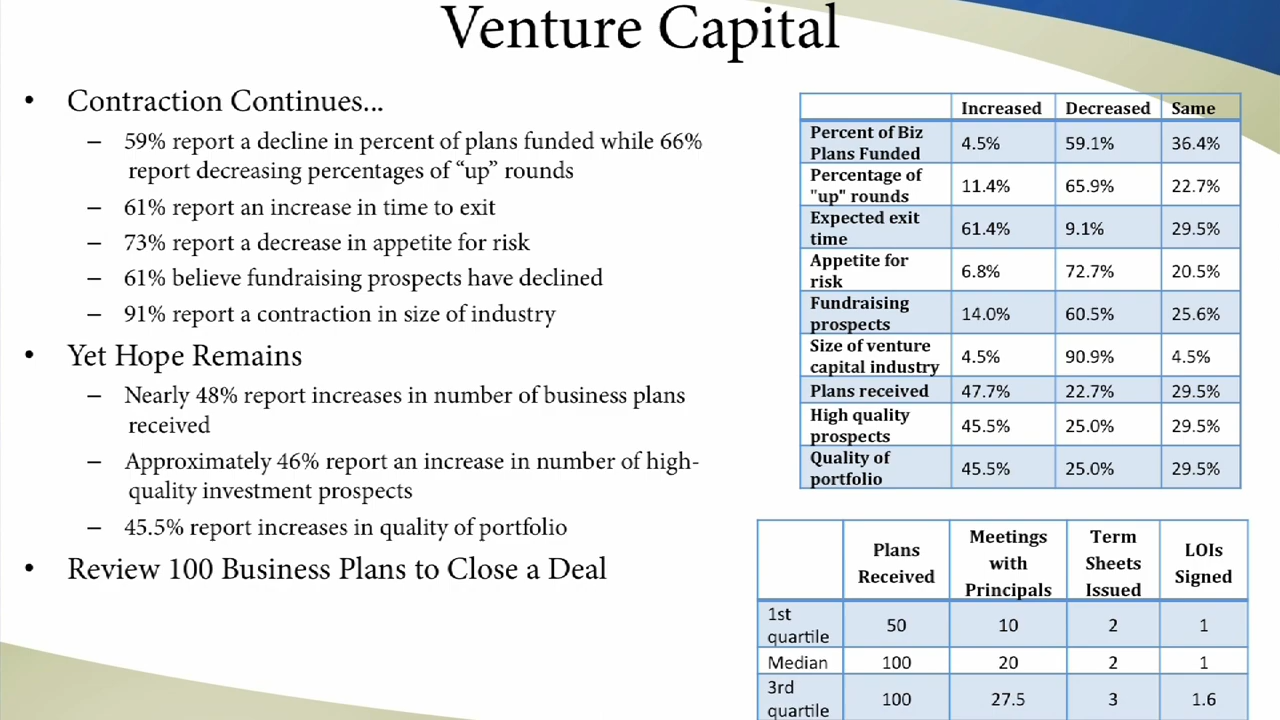 Venture Capital
• Contraction Continues...
– 59% report a decline in percent of plans funded while 66%
report decreasing percentages of “up” rounds
– 61% report an increase in time to exit
– 73% report a decrease in appetite for risk
– 61% believe fundraising prospects have declined
– 91% report a contraction in size of industry
• Yet Hope Remains
– Nearly 48% report increases in number of business plans
received
– Approximately 46% report an increase in number of high-
quality investment prospects
– 45.5% report increases in quality of portfolio
• Review 100 Business Plans to Close a Deal
Increased Decreased Same
Percent of Biz
Plans Funded 4.5% 59.1% 36.4%
Percentage of
"up" rounds 11.4% 65.9% 22.7%
Expected exit
time 61.4% 9.1% 29.5%
Appetite for
risk 6.8% 72.7% 20.5%
Fundraising
prospects 14.0% 60.5% 25.6%
Size of venture
capital industry 4.5% 90.9% 4.5%
Plans received 47.7% 22.7% 29.5%
High quality
prospects 45.5% 25.0% 29.5%
Quality of
portfolio 45.5% 25.0% 29.5%
Plans
Received
Meetings
with
Principals
Term
Sheets
Issued
LOIs
Signed
1st
quartile 50 10 2 1
Median 100 20 2 1
3rd
quartile 100 27.5 3 1.6